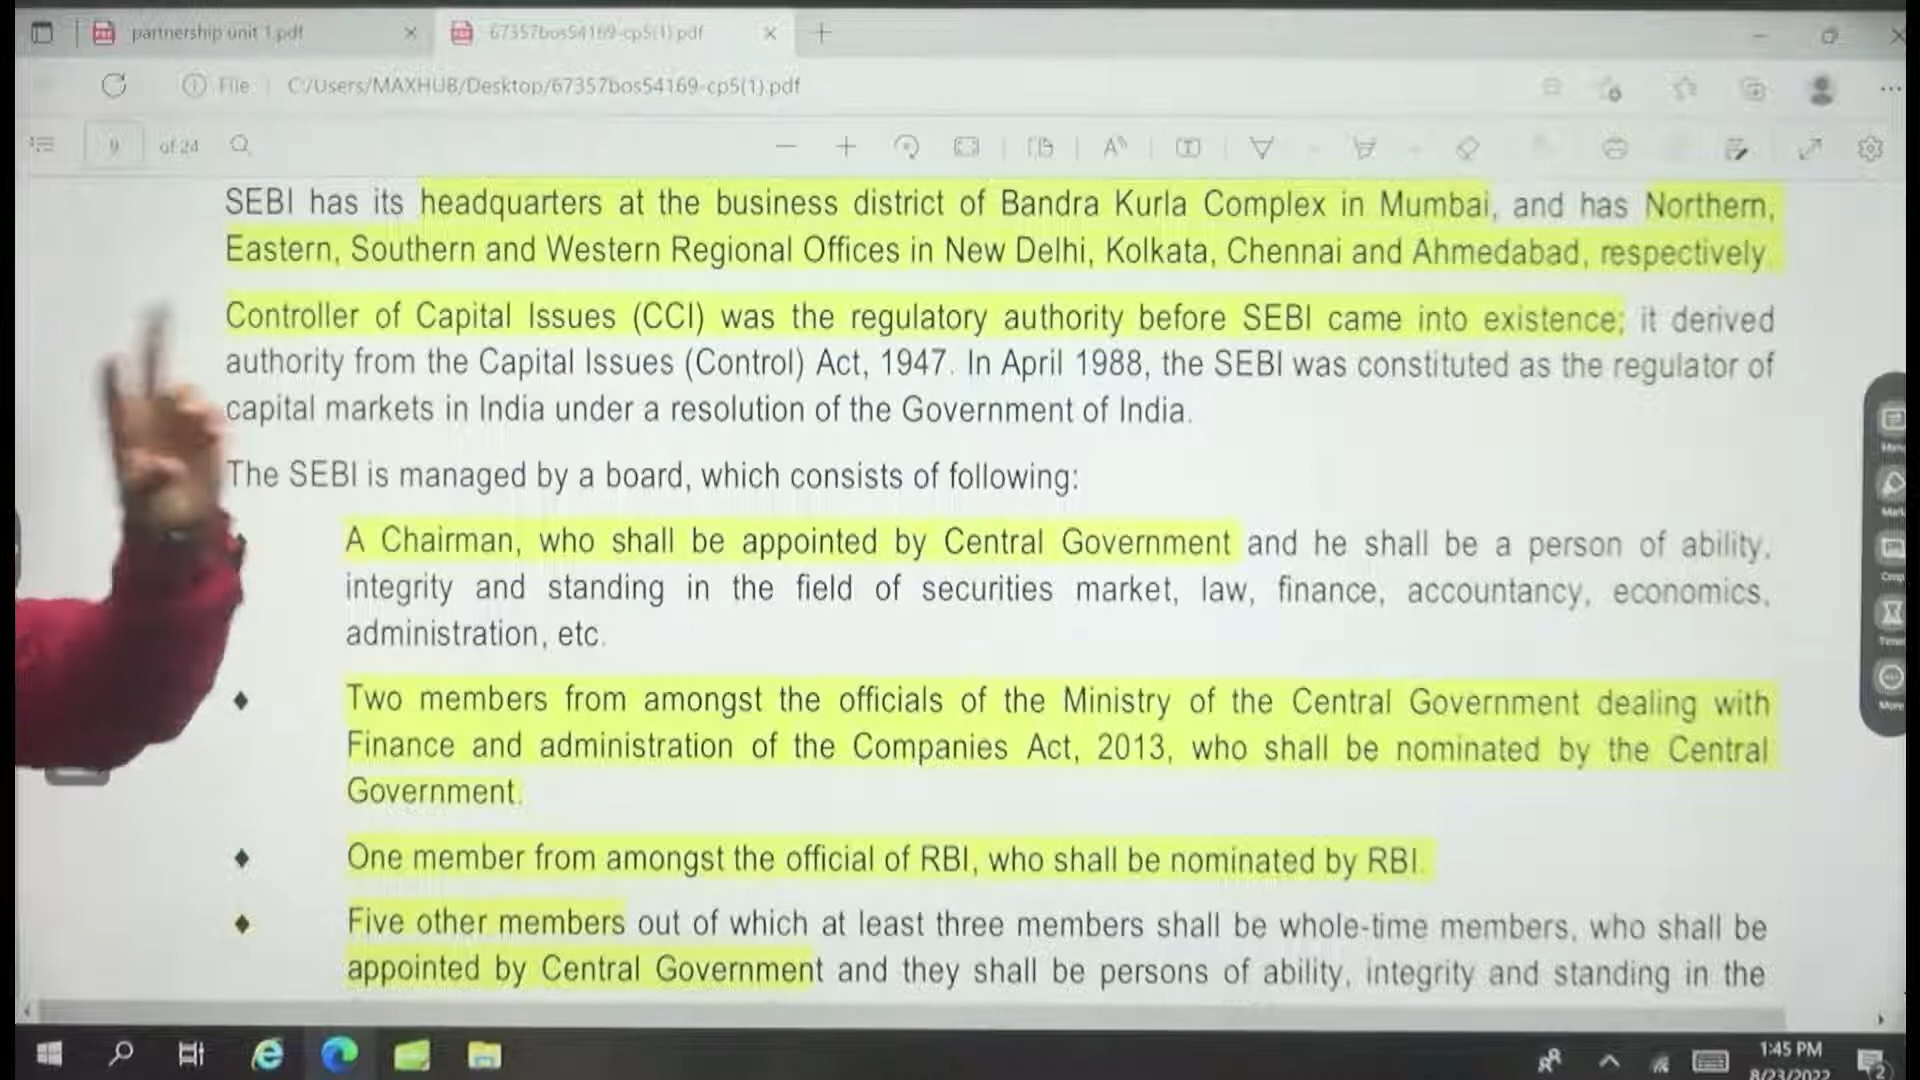 partnership unit 1.pdf
67357bos54169-cp5(1).pdf
File
C:/Users/MAXHUB/Desktop/67357bos54169-cp5(1).pdf
9 of 24
SEBI has its headquarters at the business district of Bandra Kurla Complex in Mumbai, and has Northern,
Eastern, Southern and Western Regional Offices in New Delhi, Kolkata, Chennai and Ahmedabad, respectively.
Controller of Capital Issues (CCI) was the regulatory authority before SEBI came into existence; it derived
authority from the Capital Issues (Control) Act, 1947. In April 1988, the SEBI was constituted as the regulator of
capital markets in India under a resolution of the Government of India.
The SEBI is managed by a board, which consists of following:
A Chairman, who shall be appointed by Central Government and he shall be a person of ability,
integrity and standing in the field of securities market, law, finance, accountancy, economics,
administration, etc.
♦ Two members from amongst the officials of the Ministry of the Central Government dealing with
Finance and administration of the Companies Act, 2013, who shall be nominated by the Central
Government.
♦ One member from amongst the official of RBI, who shall be nominated by RBI.
♦ Five other members out of which at least three members shall be whole-time members, who shall be
appointed by Central Government and they shall be persons of ability, integrity and standing in the
More
1:45 PM
8/23/2022